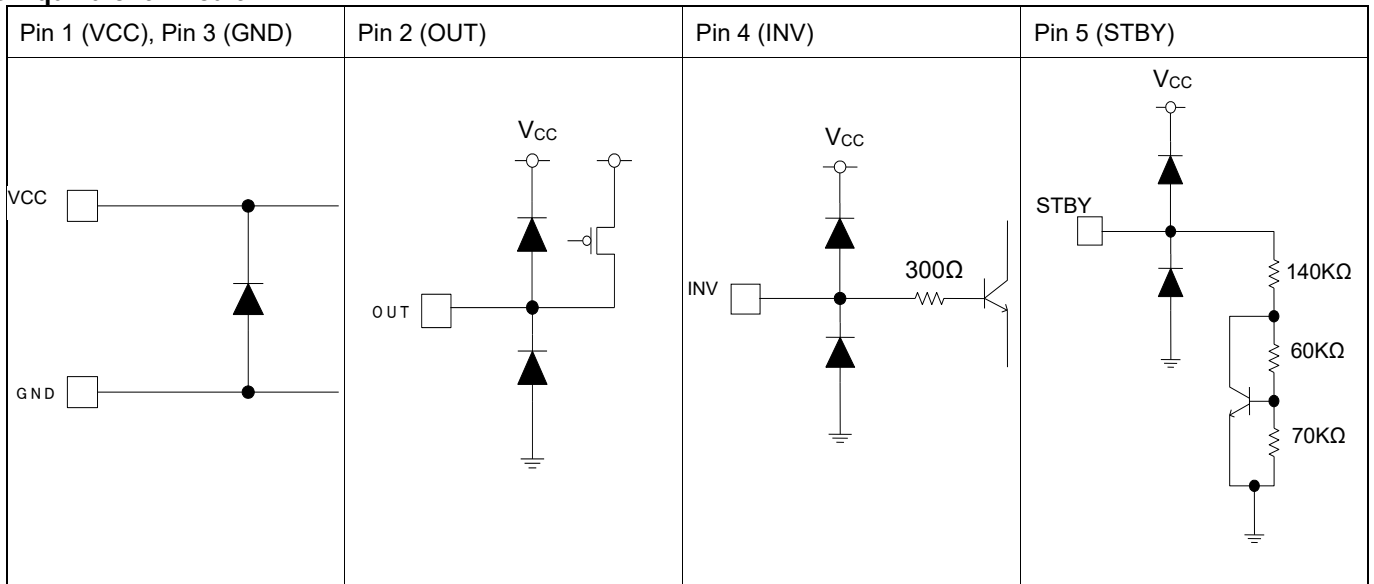 Pin 1 (VCC), Pin 3 (GND)
Pin 2 (OUT)
Pin 4 (INV)
Pin 5 (STBY)
VCC
GND
VCC
OUT
VCC
INV
300Ω
VCC
STBY
140KΩ
60KΩ
70KΩ